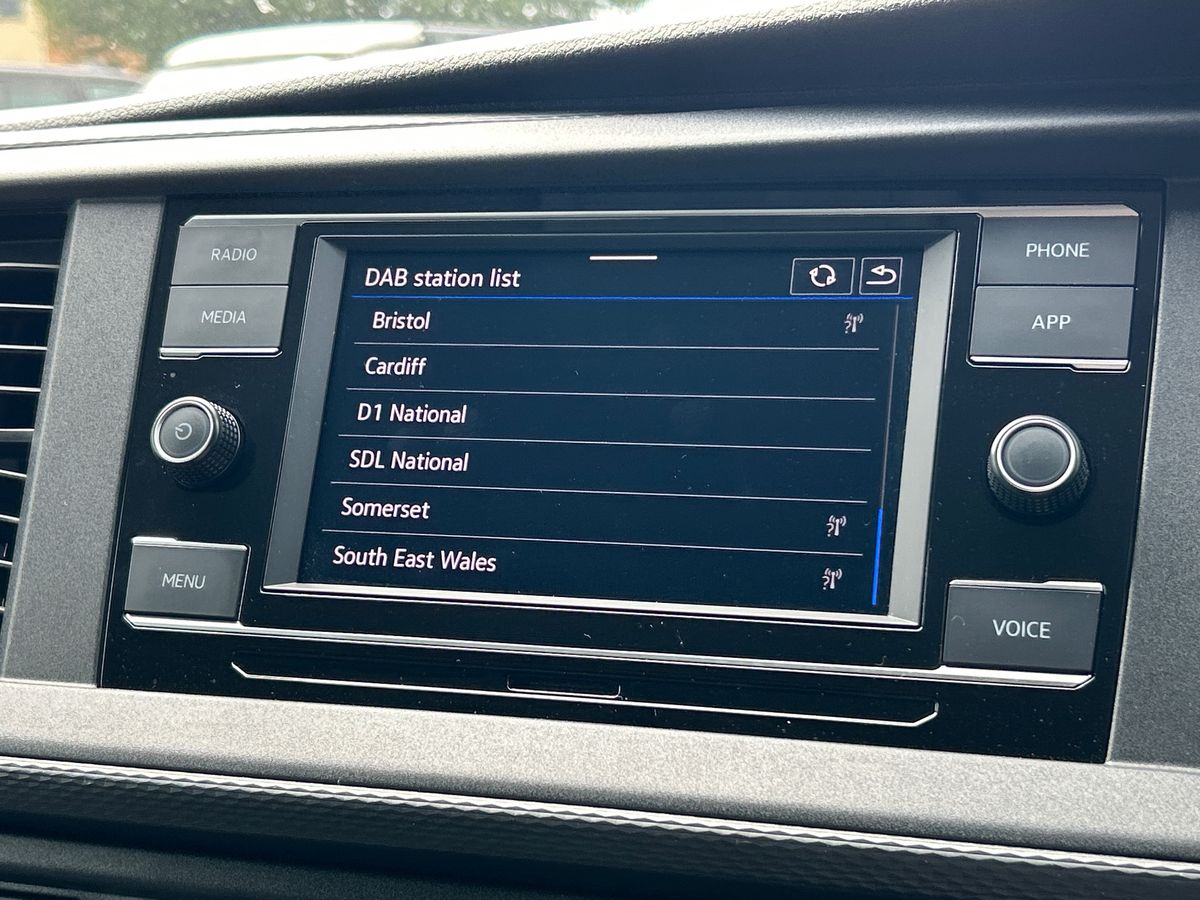 DAB station list
RADIO
PHONE
MEDIA
APP
Bristol
Cardiff
D1 National
SDL National
Somerset
South East Wales
MENU
VOICE